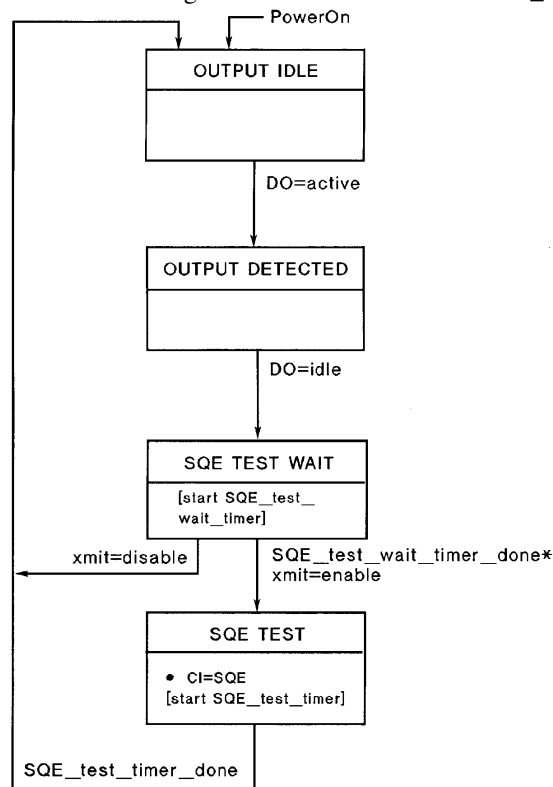 PowerOn
OUTPUT IDLE
DO=active
OUTPUT DETECTED
DO=idle
SQE TEST WAIT
[start SQE_test_
wait_timer]
xmit=disable
SQE_test_wait_timer_done*
xmit=enable
SQE TEST
• CI=SQE
[start SQE_test_timer]
SQE_test_timer_done